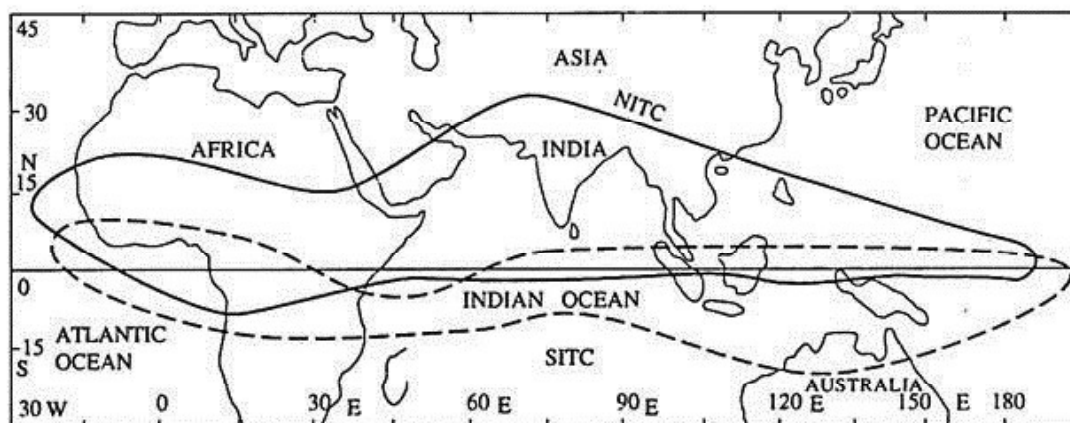 45
ASIA
NITC
30
PACIFIC
OCEAN
AFRICA
INDIA
N
15
0
INDIAN OCEAN
ATLANTIC
OCEAN
-15
S
SITC
AUSTRALIA
30 W
0
30 E
60 E
90 E
120 E
150 E
180